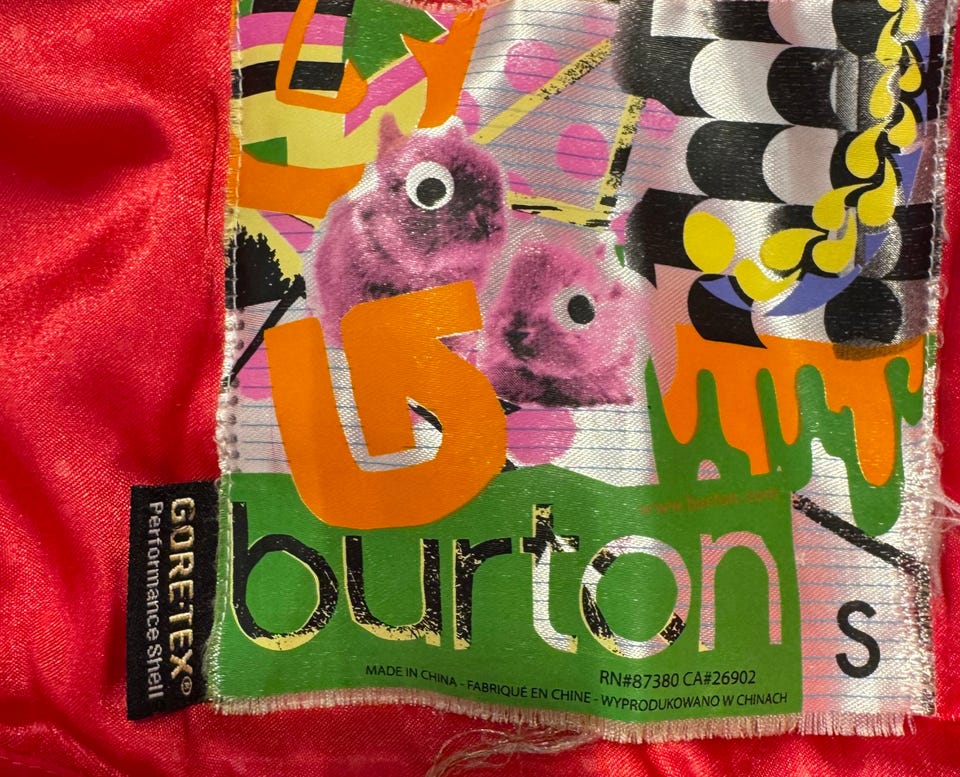 www.burton.com
burton
S
GORE-TEX®
Performance Shell
RN#87380 CA#26902
MADE IN CHINA - FABRIQUÉ EN CHINE - WYPRODUKOWANO W CHINACH